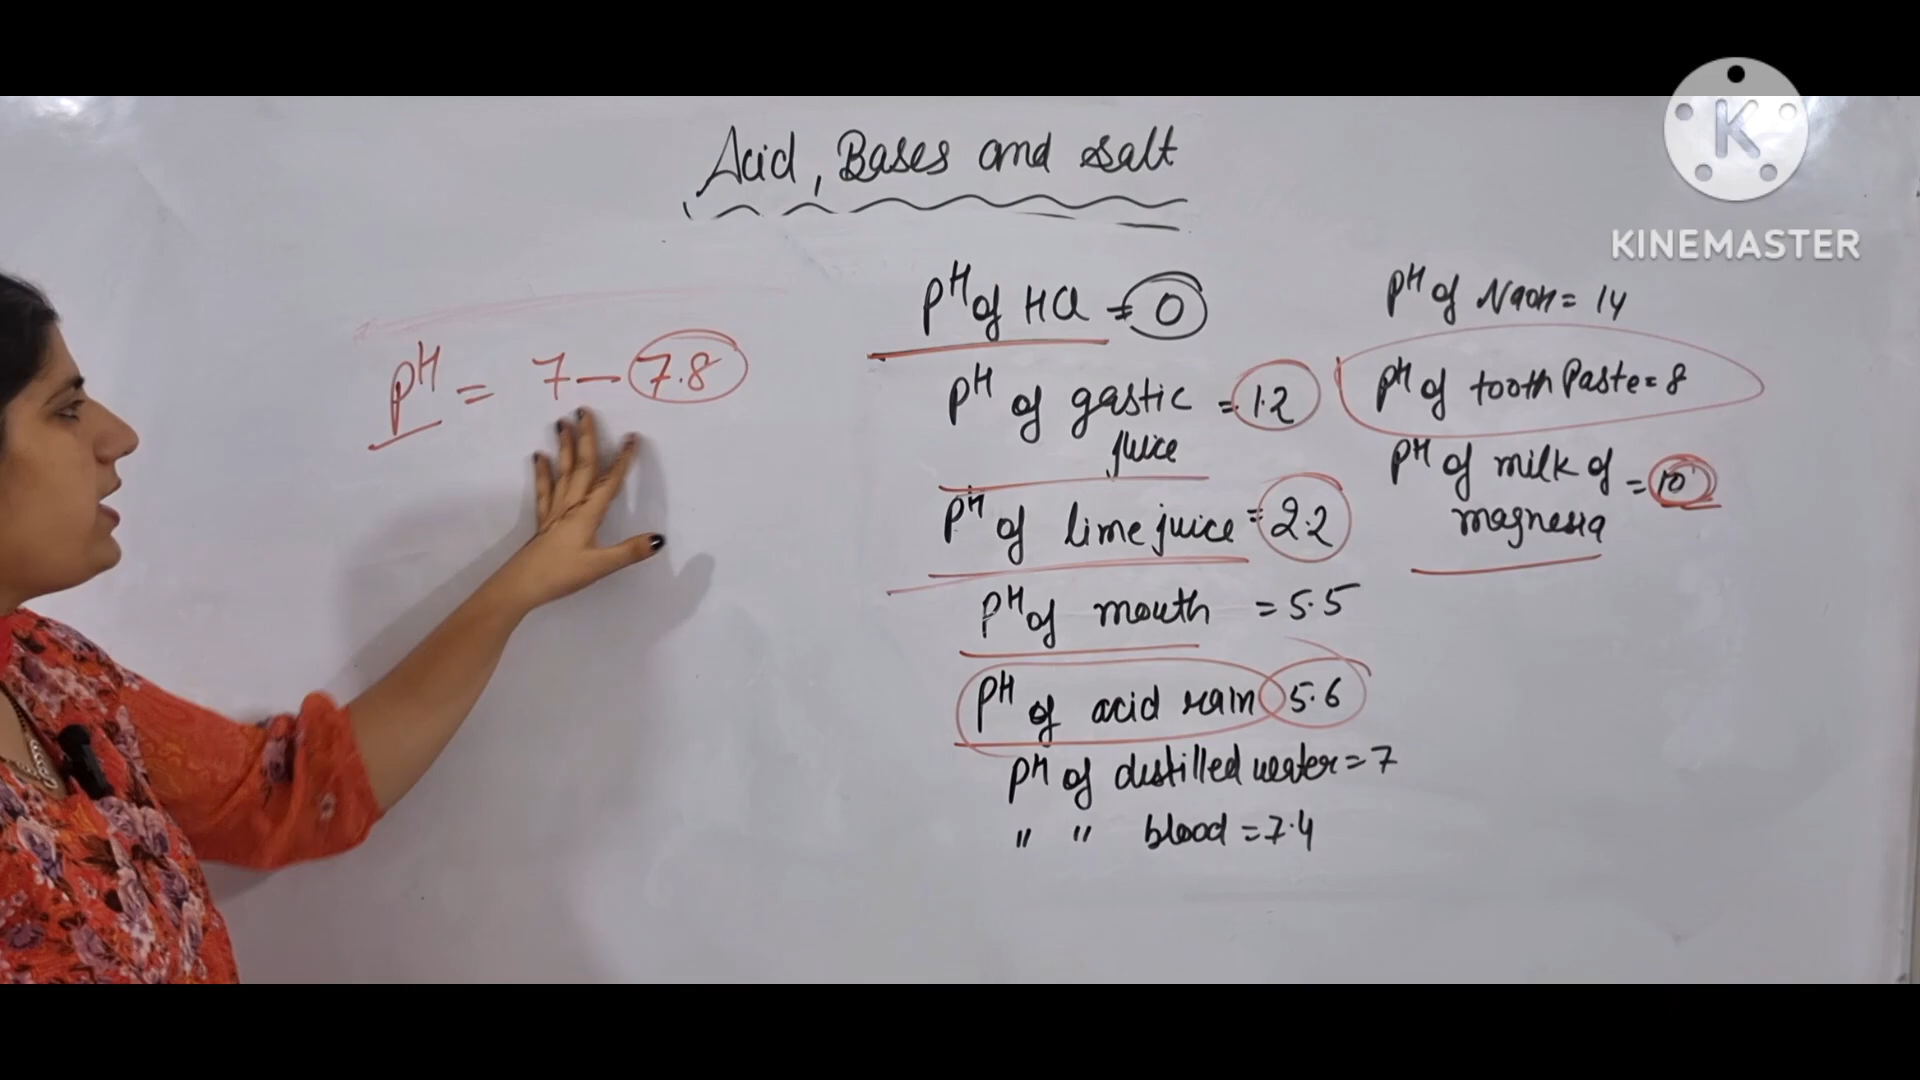 Acid, Bases and salt
PH = 7 - 7.8
PH of HCl = 0
PH of gastic = 1.2
juice
PH of lime juice = 2.2
PH of mouth = 5.5
PH of acid rain 5.6
PH of distilled water = 7
" " blood = 7.4
PH of NaOH = 14
PH of tooth Paste = 8
PH of milk of = 10
magnesia
K
KINEMASTER